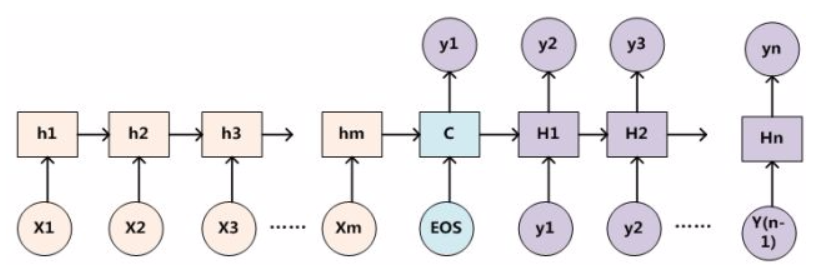 y1 y2 y3 yn
h1 h2 h3 hm C H1 H2 Hn
X1 X2 X3 ...... Xm EOS y1 y2 ...... Y(n-
1)